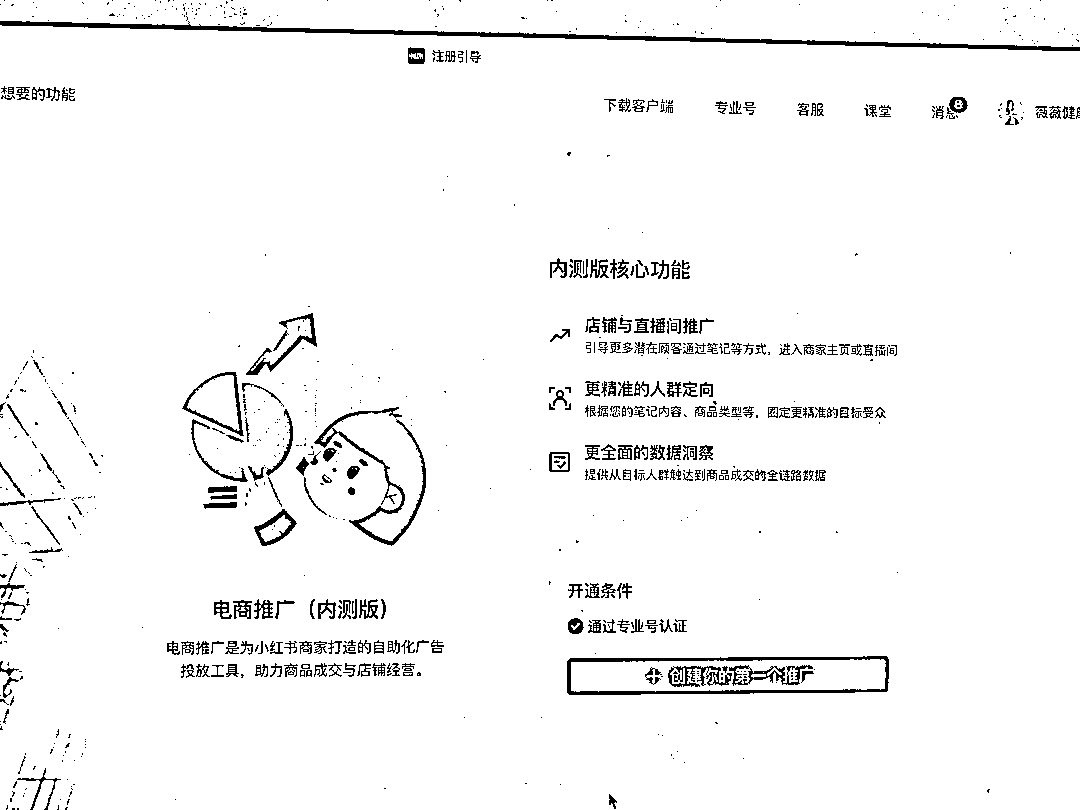 注册引导
想要的功能
下载客户端
专业号
客服
课堂
消息
8
薇薇健康
内测版核心功能
店铺与直播间推广
引导更多潜在顾客通过笔记等方式，进入商家主页或直播间
更精准的人群定向
根据您的笔记内容、商品类型等，圈定更精准的目标受众
更全面的数据洞察
提供从目标人群触达到商品成交的全链路数据
电商推广（内测版）
电商推广是为小红书商家打造的自助化广告
投放工具，助力商品成交与店铺经营。
开通条件
通过专业号认证
创建你的第一个推广